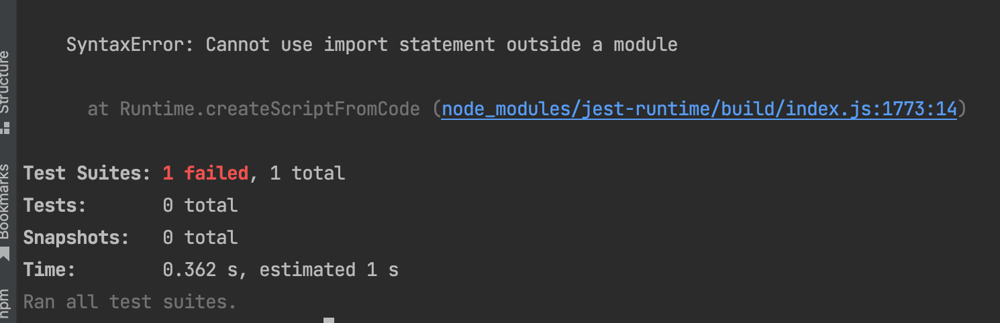 SyntaxError: Cannot use import statement outside a module
at Runtime.createScriptFromCode (node_modules/jest-runtime/build/index.js:1773:14)
Test Suites: 1 failed, 1 total
Tests: 0 total
Snapshots: 0 total
Time: 0.362 s, estimated 1 s
Ran all test suites.
Structure
Bookmarks
npm